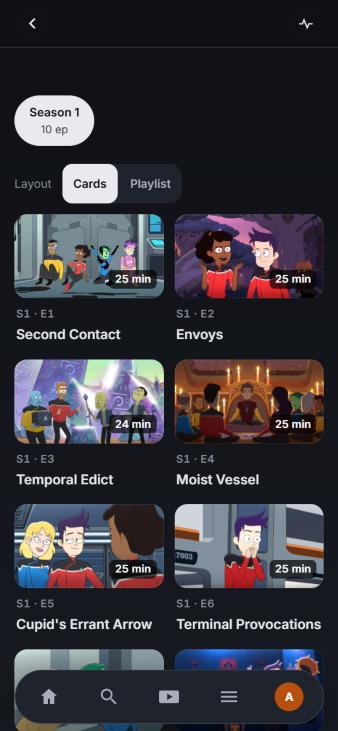 Season 1
10 ep
Layout
Cards
Playlist
25 min
25 min
S1 · E1
S1 · E2
Second Contact
Envoys
24 min
25 min
S1 · E3
S1 · E4
Temporal Edict
Moist Vessel
25 min
2003
25 min
S1 · E5
S1 · E6
Cupid's Errant Arrow
Terminal Provocations
A